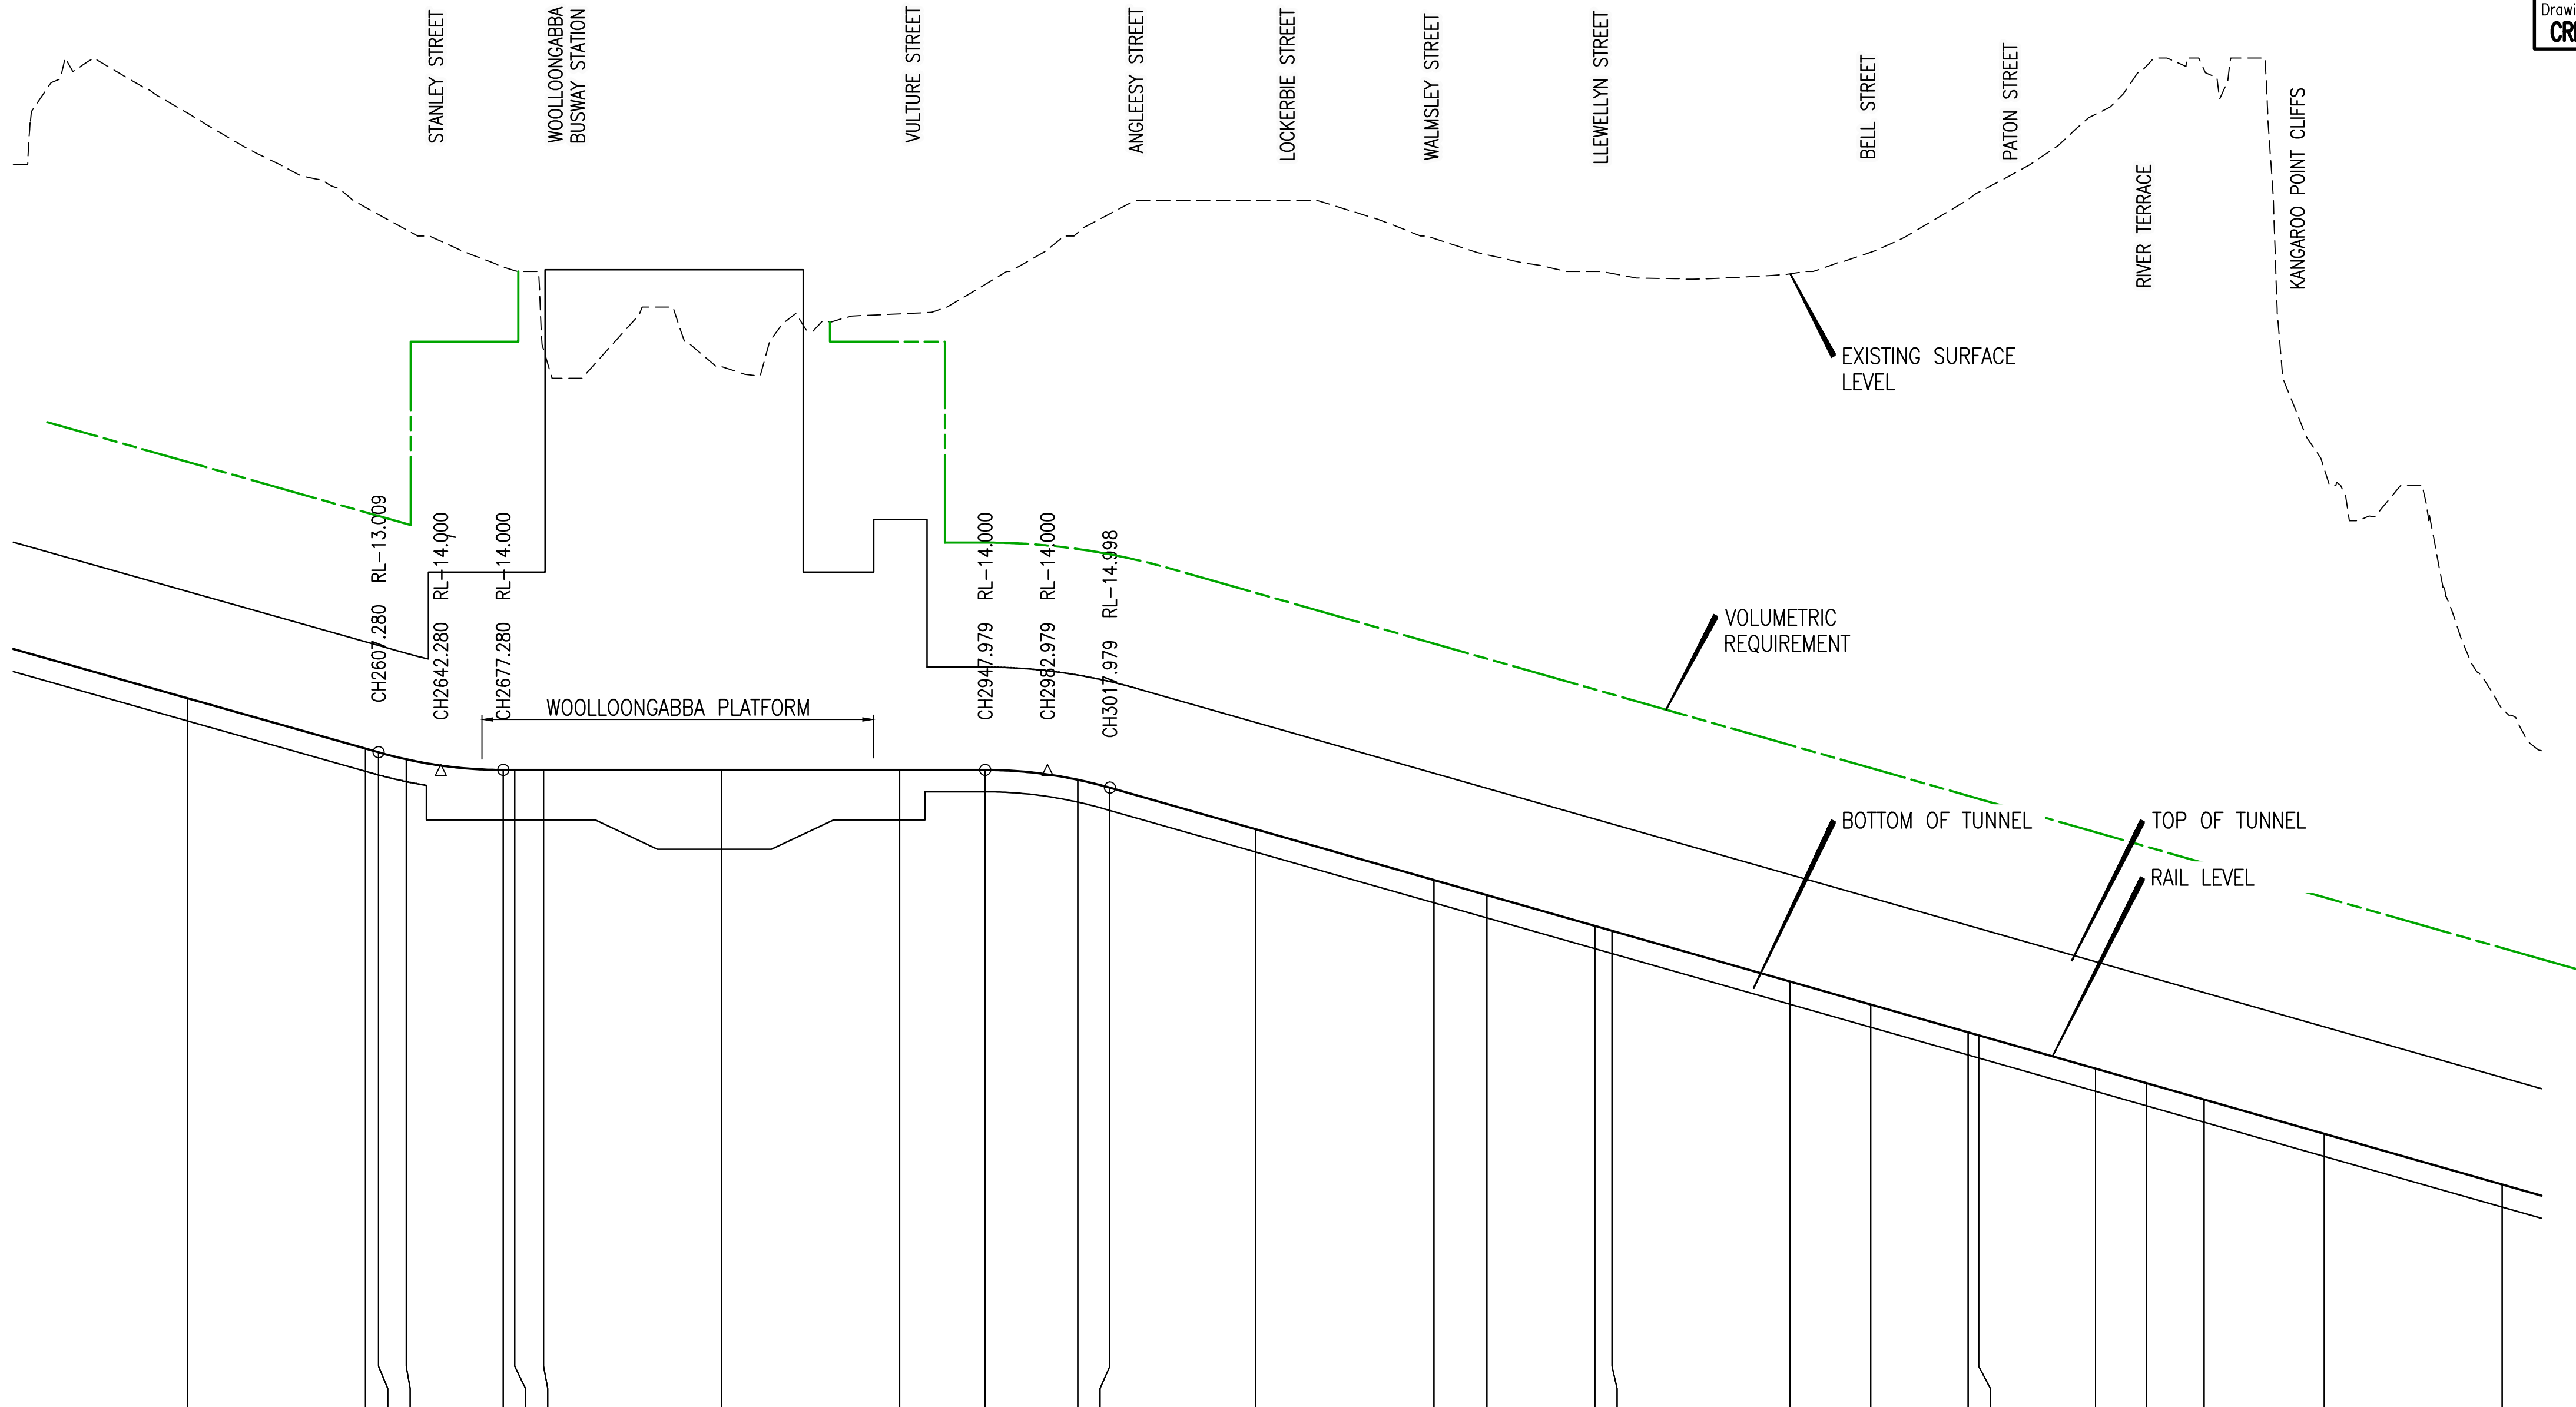 Drawi
CR
STANLEY STREET
WOOLLOONGABBA
BUSWAY STATION
VULTURE STREET
ANGLEESY STREET
LOCKERBIE STREET
WALMSLEY STREET
LLEWELLYN STREET
BELL STREET
PATON STREET
RIVER TERRACE
KANGAROO POINT CLIFFS
EXISTING SURFACE
LEVEL
CH2607.280 RL-13.009
CH2642.280 RL-14.000
CH2677.280 RL-14.000
CH2947.979 RL-14.000
CH2982.979 RL-14.000
CH3017.979 RL-14.998
VOLUMETRIC
REQUIREMENT
WOOLLOONGABBA PLATFORM
BOTTOM OF TUNNEL
TOP OF TUNNEL
RAIL LEVEL